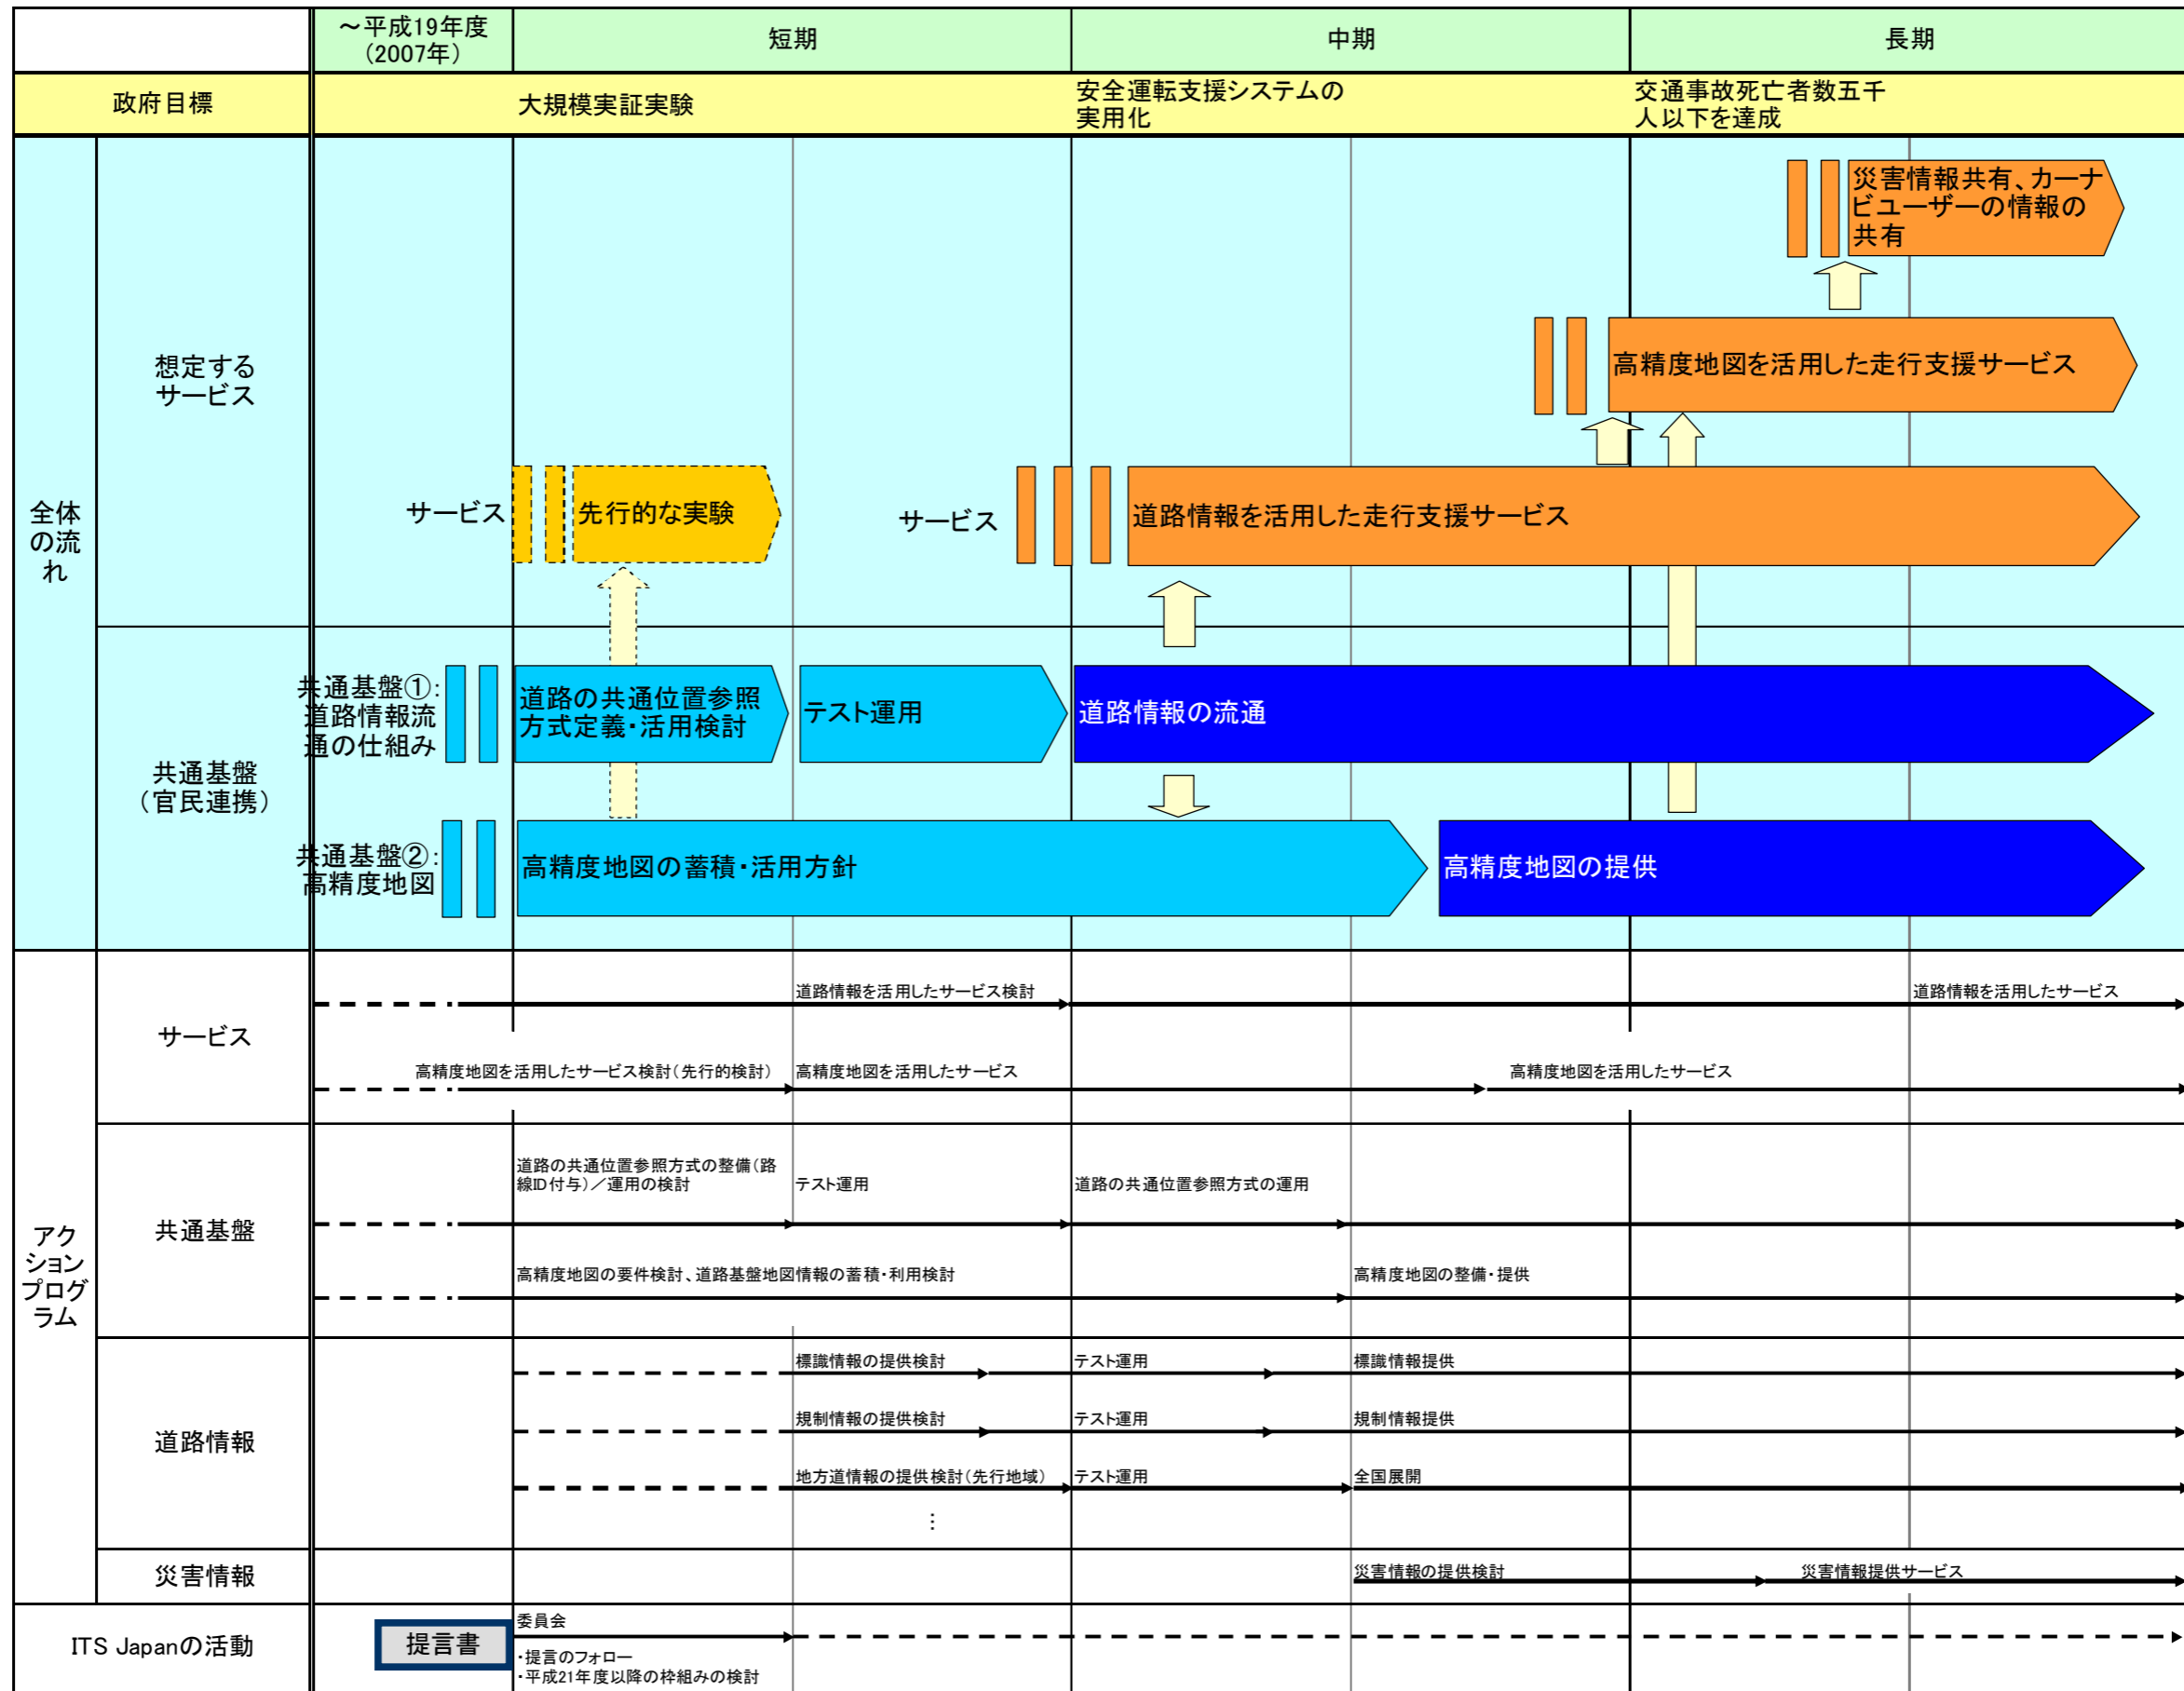 ~平成19年度
(2007年)
短期
中期
長期
政府目標
大規模実証実験
安全運転支援システムの
実用化
交通事故死亡者数五千
人以下を達成
全体
の流
れ
想定する
サービス
災害情報共有、カーナ
ビユーザーの情報の
共有
高精度地図を活用した走行支援サービス
サービス
先行的な実験
サービス
道路情報を活用した走行支援サービス
共通基盤
(官民連携)
共通基盤①:
道路情報流
通の仕組み
道路の共通位置参照
方式定義・活用検討
テスト運用
道路情報の流通
共通基盤②:
高精度地図
高精度地図の蓄積・活用方針
高精度地図の提供
アク
ション
プログ
ラム
サービス
道路情報を活用したサービス検討
道路情報を活用したサービス
高精度地図を活用したサービス検討(先行的検討)
高精度地図を活用したサービス
高精度地図を活用したサービス
共通基盤
道路の共通位置参照方式の整備(路
線ID付与)/運用の検討
テスト運用
道路の共通位置参照方式の運用
高精度地図の要件検討、道路基盤地図情報の蓄積・利用検討
高精度地図の整備・提供
道路情報
標識情報の提供検討
テスト運用
標識情報提供
規制情報の提供検討
テスト運用
規制情報提供
地方道情報の提供検討(先行地域)
テスト運用
全国展開
⋮
災害情報
災害情報の提供検討
災害情報提供サービス
ITS Japanの活動
提言書
委員会
・提言のフォロー
・平成21年度以降の枠組みの検討